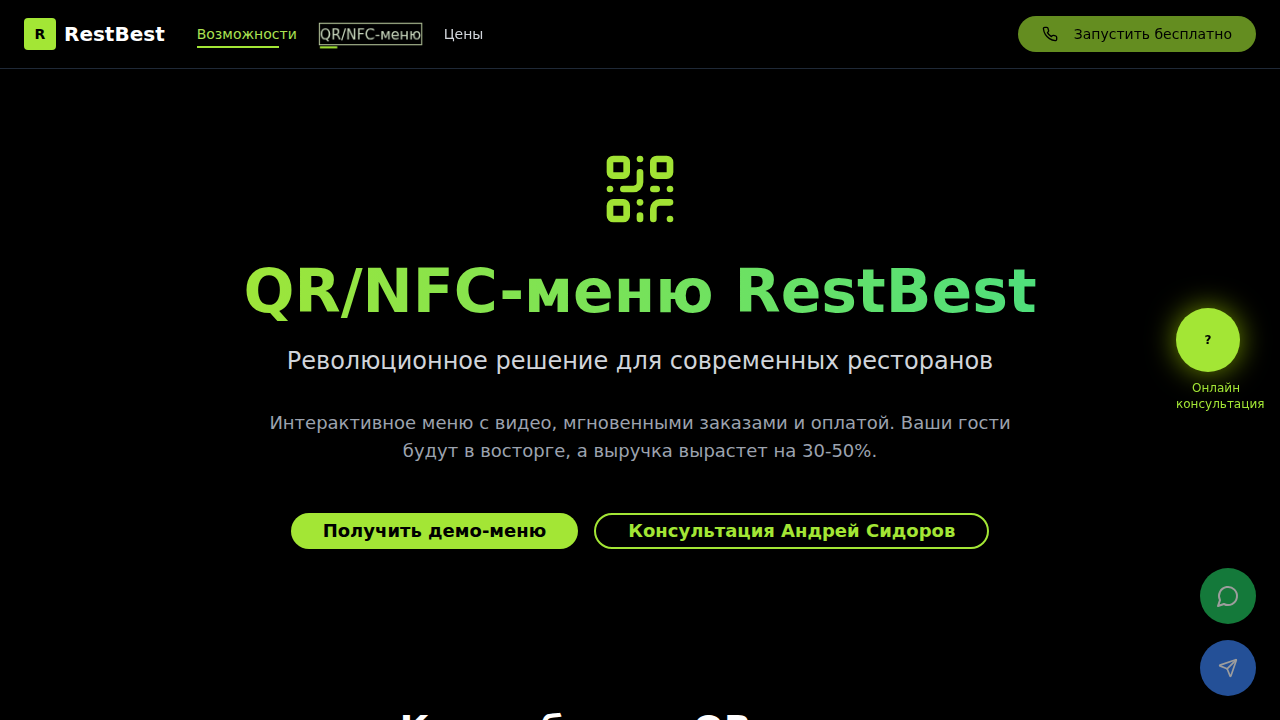 R RestBest Возможности QR/NFC-меню Цены Запустить бесплатно
QR/NFC-меню RestBest
Революционное решение для современных ресторанов
?
Онлайн
консультация
Интерактивное меню с видео, мгновенными заказами и оплатой. Ваши гости
будут в восторге, а выручка вырастет на 30-50%.
Получить демо-меню
Консультация Андрей Сидоров